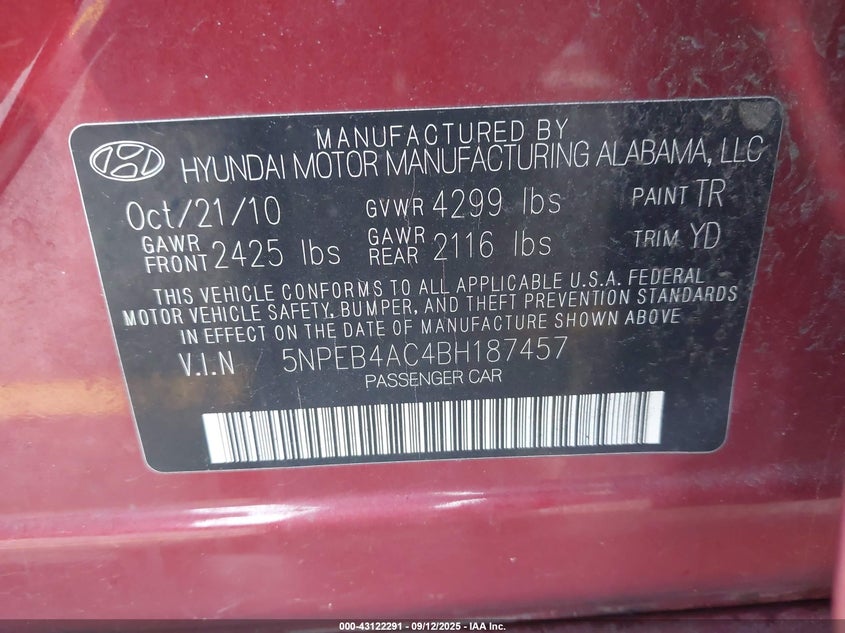 MANUFACTURED BY
HYUNDAI MOTOR MANUFACTURING ALABAMA, LLC
Oct/21/10 GVWR 4299 lbs PAINT TR
GAWR FRONT 2425 lbs GAWR REAR 2116 lbs TRIM YD
THIS VEHICLE CONFORMS TO ALL APPLICABLE U.S.A. FEDERAL
MOTOR VEHICLE SAFETY, BUMPER, AND THEFT PREVENTION STANDARDS
IN EFFECT ON THE DATE OF MANUFACTURE SHOWN ABOVE
V.I.N 5NPEB4AC4BH187457
PASSENGER CAR
000-43122291 - 09/12/2025 - IAA Inc.